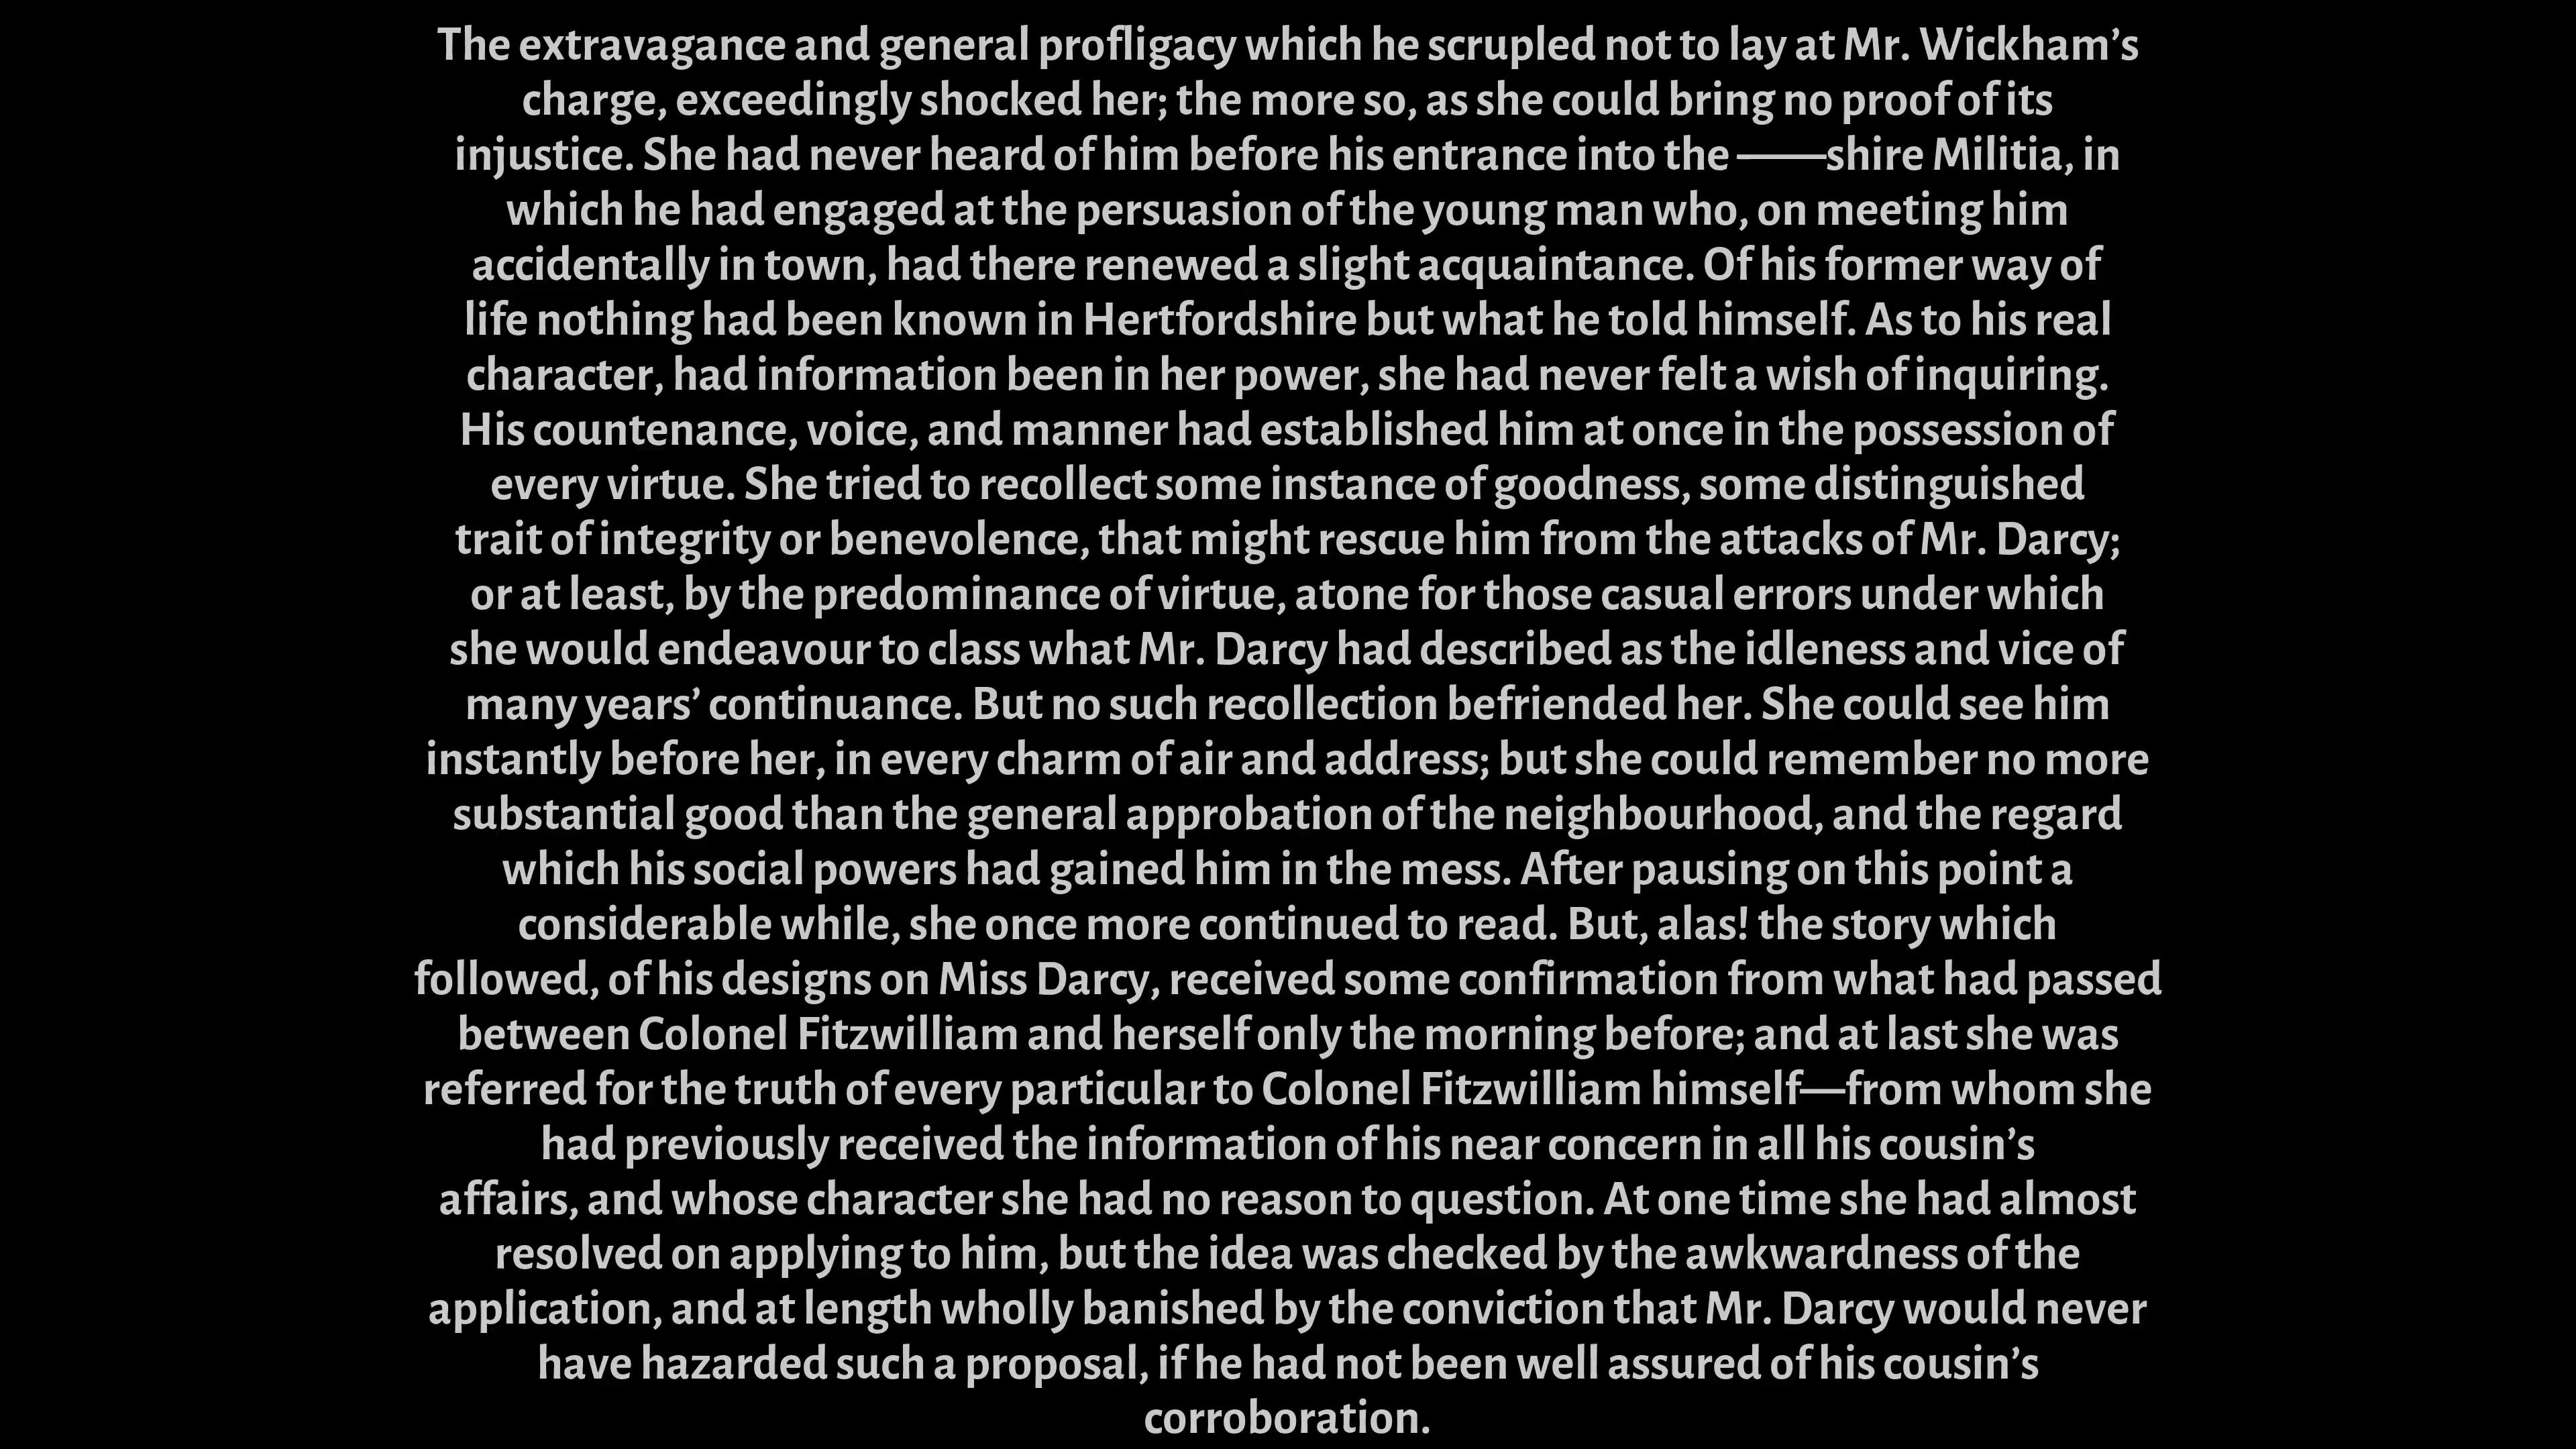 The extravagance and general profligacy which he scrupled not to lay at Mr. Wickham’s
charge, exceedingly shocked her; the more so, as she could bring no proof of its
injustice. She had never heard of him before his entrance into the ——shire Militia, in
which he had engaged at the persuasion of the young man who, on meeting him
accidentally in town, had there renewed a slight acquaintance. Of his former way of
life nothing had been known in Hertfordshire but what he told himself. As to his real
character, had information been in her power, she had never felt a wish of inquiring.
His countenance, voice, and manner had established him at once in the possession of
every virtue. She tried to recollect some instance of goodness, some distinguished
trait of integrity or benevolence, that might rescue him from the attacks of Mr. Darcy;
or at least, by the predominance of virtue, atone for those casual errors under which
she would endeavour to class what Mr. Darcy had described as the idleness and vice of
many years’ continuance. But no such recollection befriended her. She could see him
instantly before her, in every charm of air and address; but she could remember no more
substantial good than the general approbation of the neighbourhood, and the regard
which his social powers had gained him in the mess. After pausing on this point a
considerable while, she once more continued to read. But, alas! the story which
followed, of his designs on Miss Darcy, received some confirmation from what had passed
between Colonel Fitzwilliam and herself only the morning before; and at last she was
referred for the truth of every particular to Colonel Fitzwilliam himself—from whom she
had previously received the information of his near concern in all his cousin’s
affairs, and whose character she had no reason to question. At one time she had almost
resolved on applying to him, but the idea was checked by the awkwardness of the
application, and at length wholly banished by the conviction that Mr. Darcy would never
have hazarded such a proposal, if he had not been well assured of his cousin’s
corroboration.